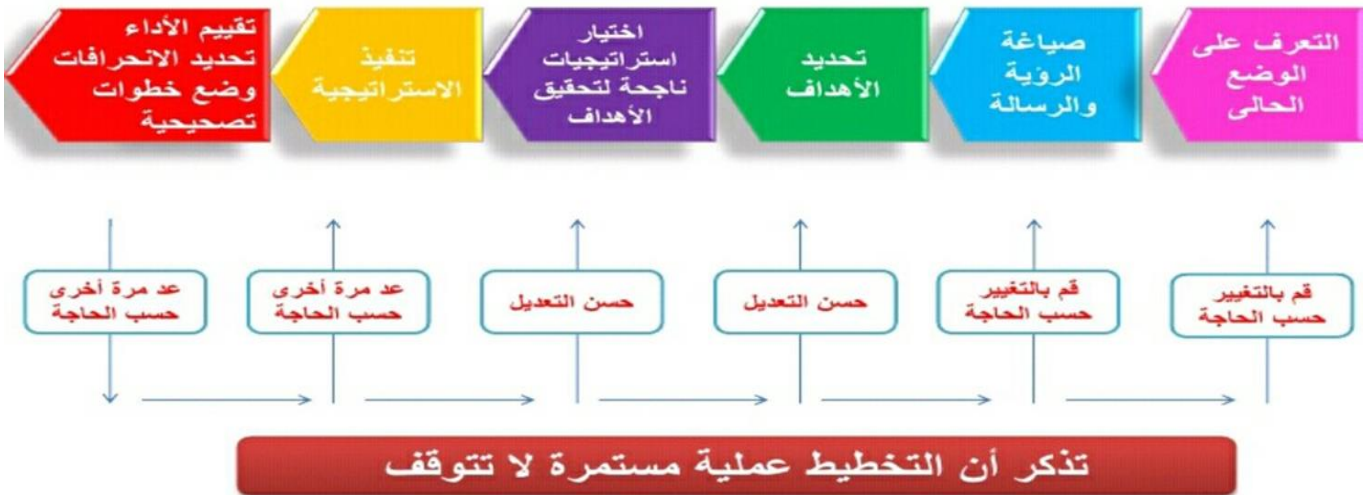 التعرف على
الوضع
الحالى
صياغة
الرؤية
والرسالة
تحديد
الأهداف
اختيار
استراتيجيات
ناجحة لتحقيق
الأهداف
تنفيذ
الاستراتيجية
تقييم الأداء
تحديد الانحرافات
وضع خطوات
تصحيحية
قم بالتغيير
حسب الحاجة
قم بالتغيير
حسب الحاجة
حسن التعديل
حسن التعديل
عد مرة أخرى
حسب الحاجة
عد مرة أخرى
حسب الحاجة
تذكر أن التخطيط عملية مستمرة لا تتوقف